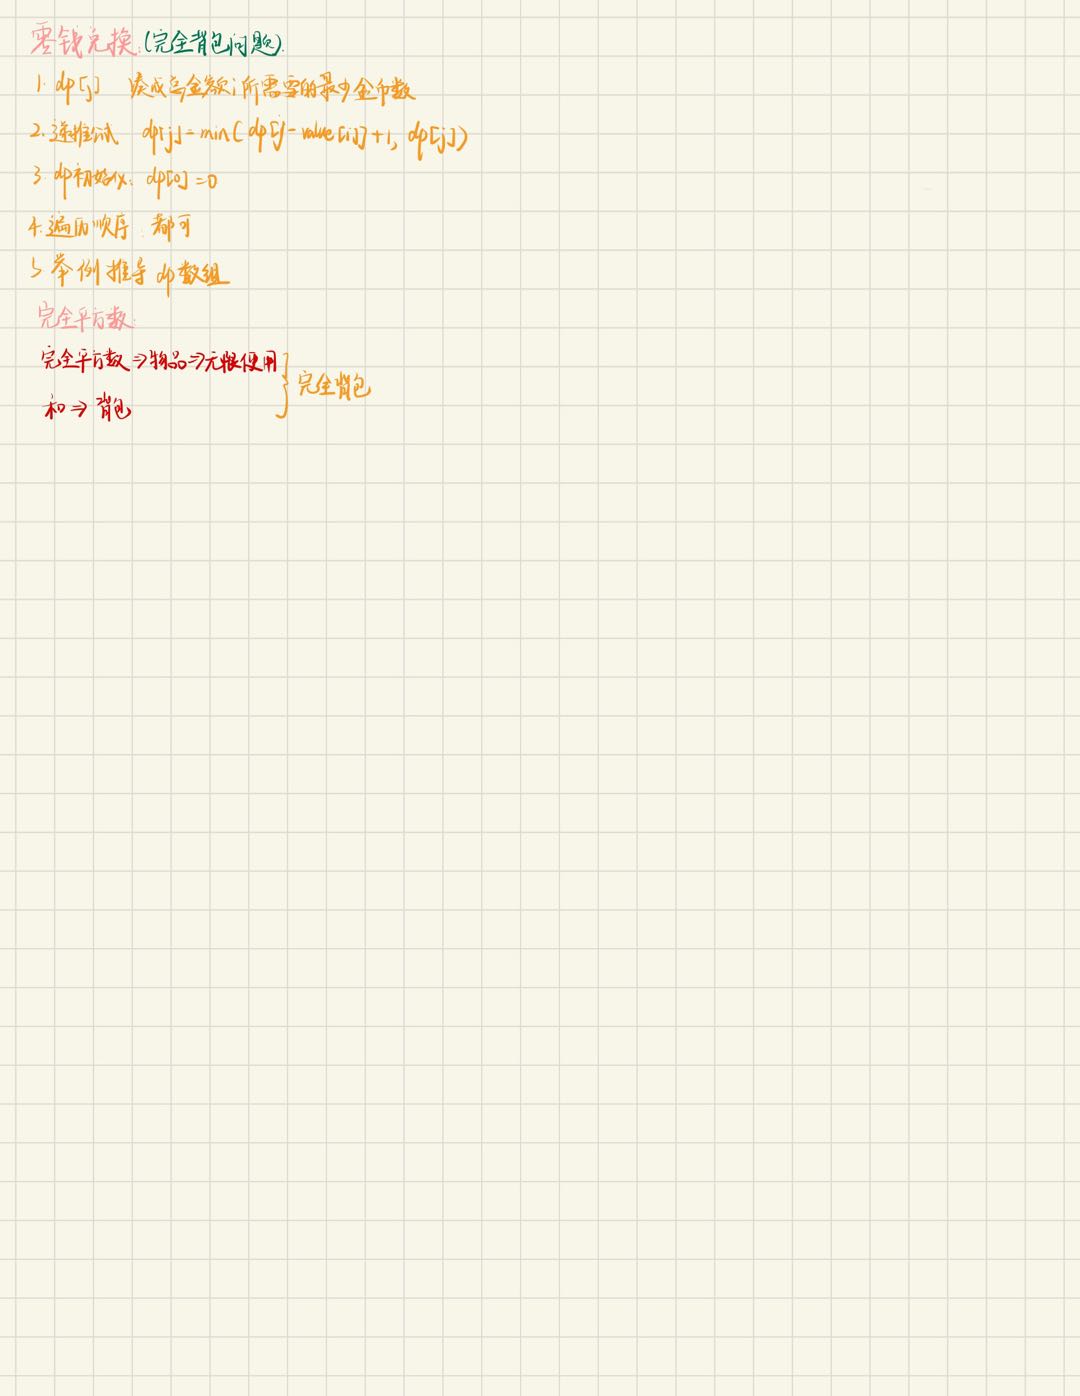 零钱兑换:(完全背包问题).
1. dp[j] 凑成总金额j所需要的最少金币数
2. 递推公式 dp[j]=min(dp[j-value[i]]+1, dp[j])
3. dp初始化: dp[0]=0
4. 遍历顺序: 都可
5. 举例推导dp数组
完全平方数:
完全平方数⇒物品⇒无限使用
和⇒背包
完全背包